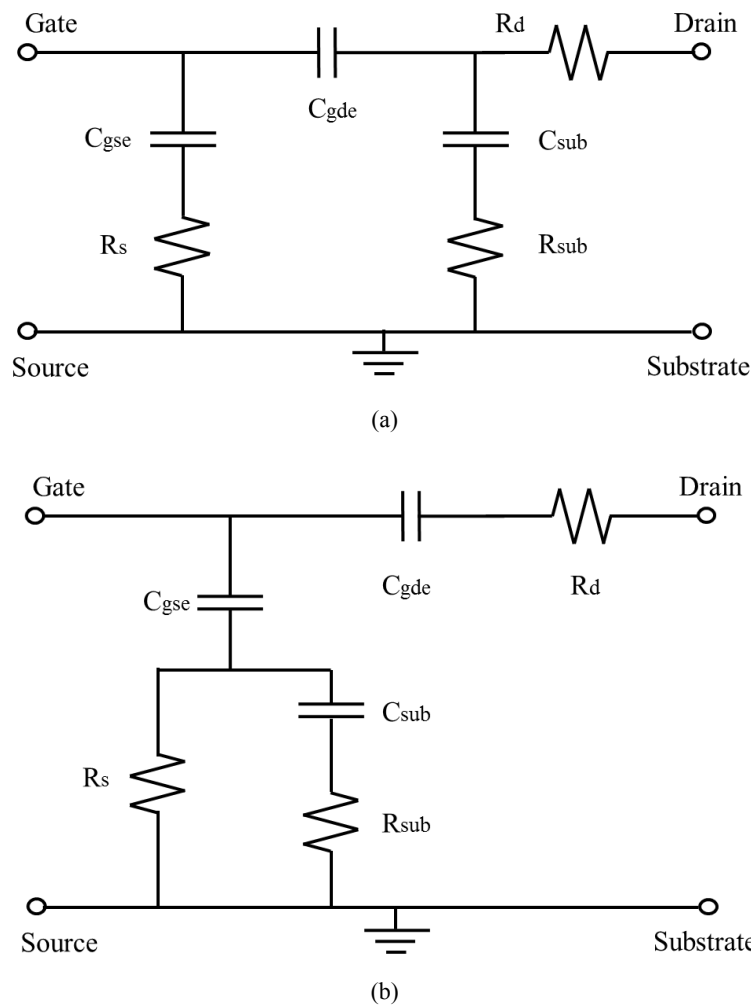 Gate
Rd
Drain
Cgde
Cgse
Csub
Rs
Rsub
Source
Substrate
(a)
Gate
Drain
Cgde
Rd
Cgse
Csub
Rs
Rsub
Source
Substrate
(b)